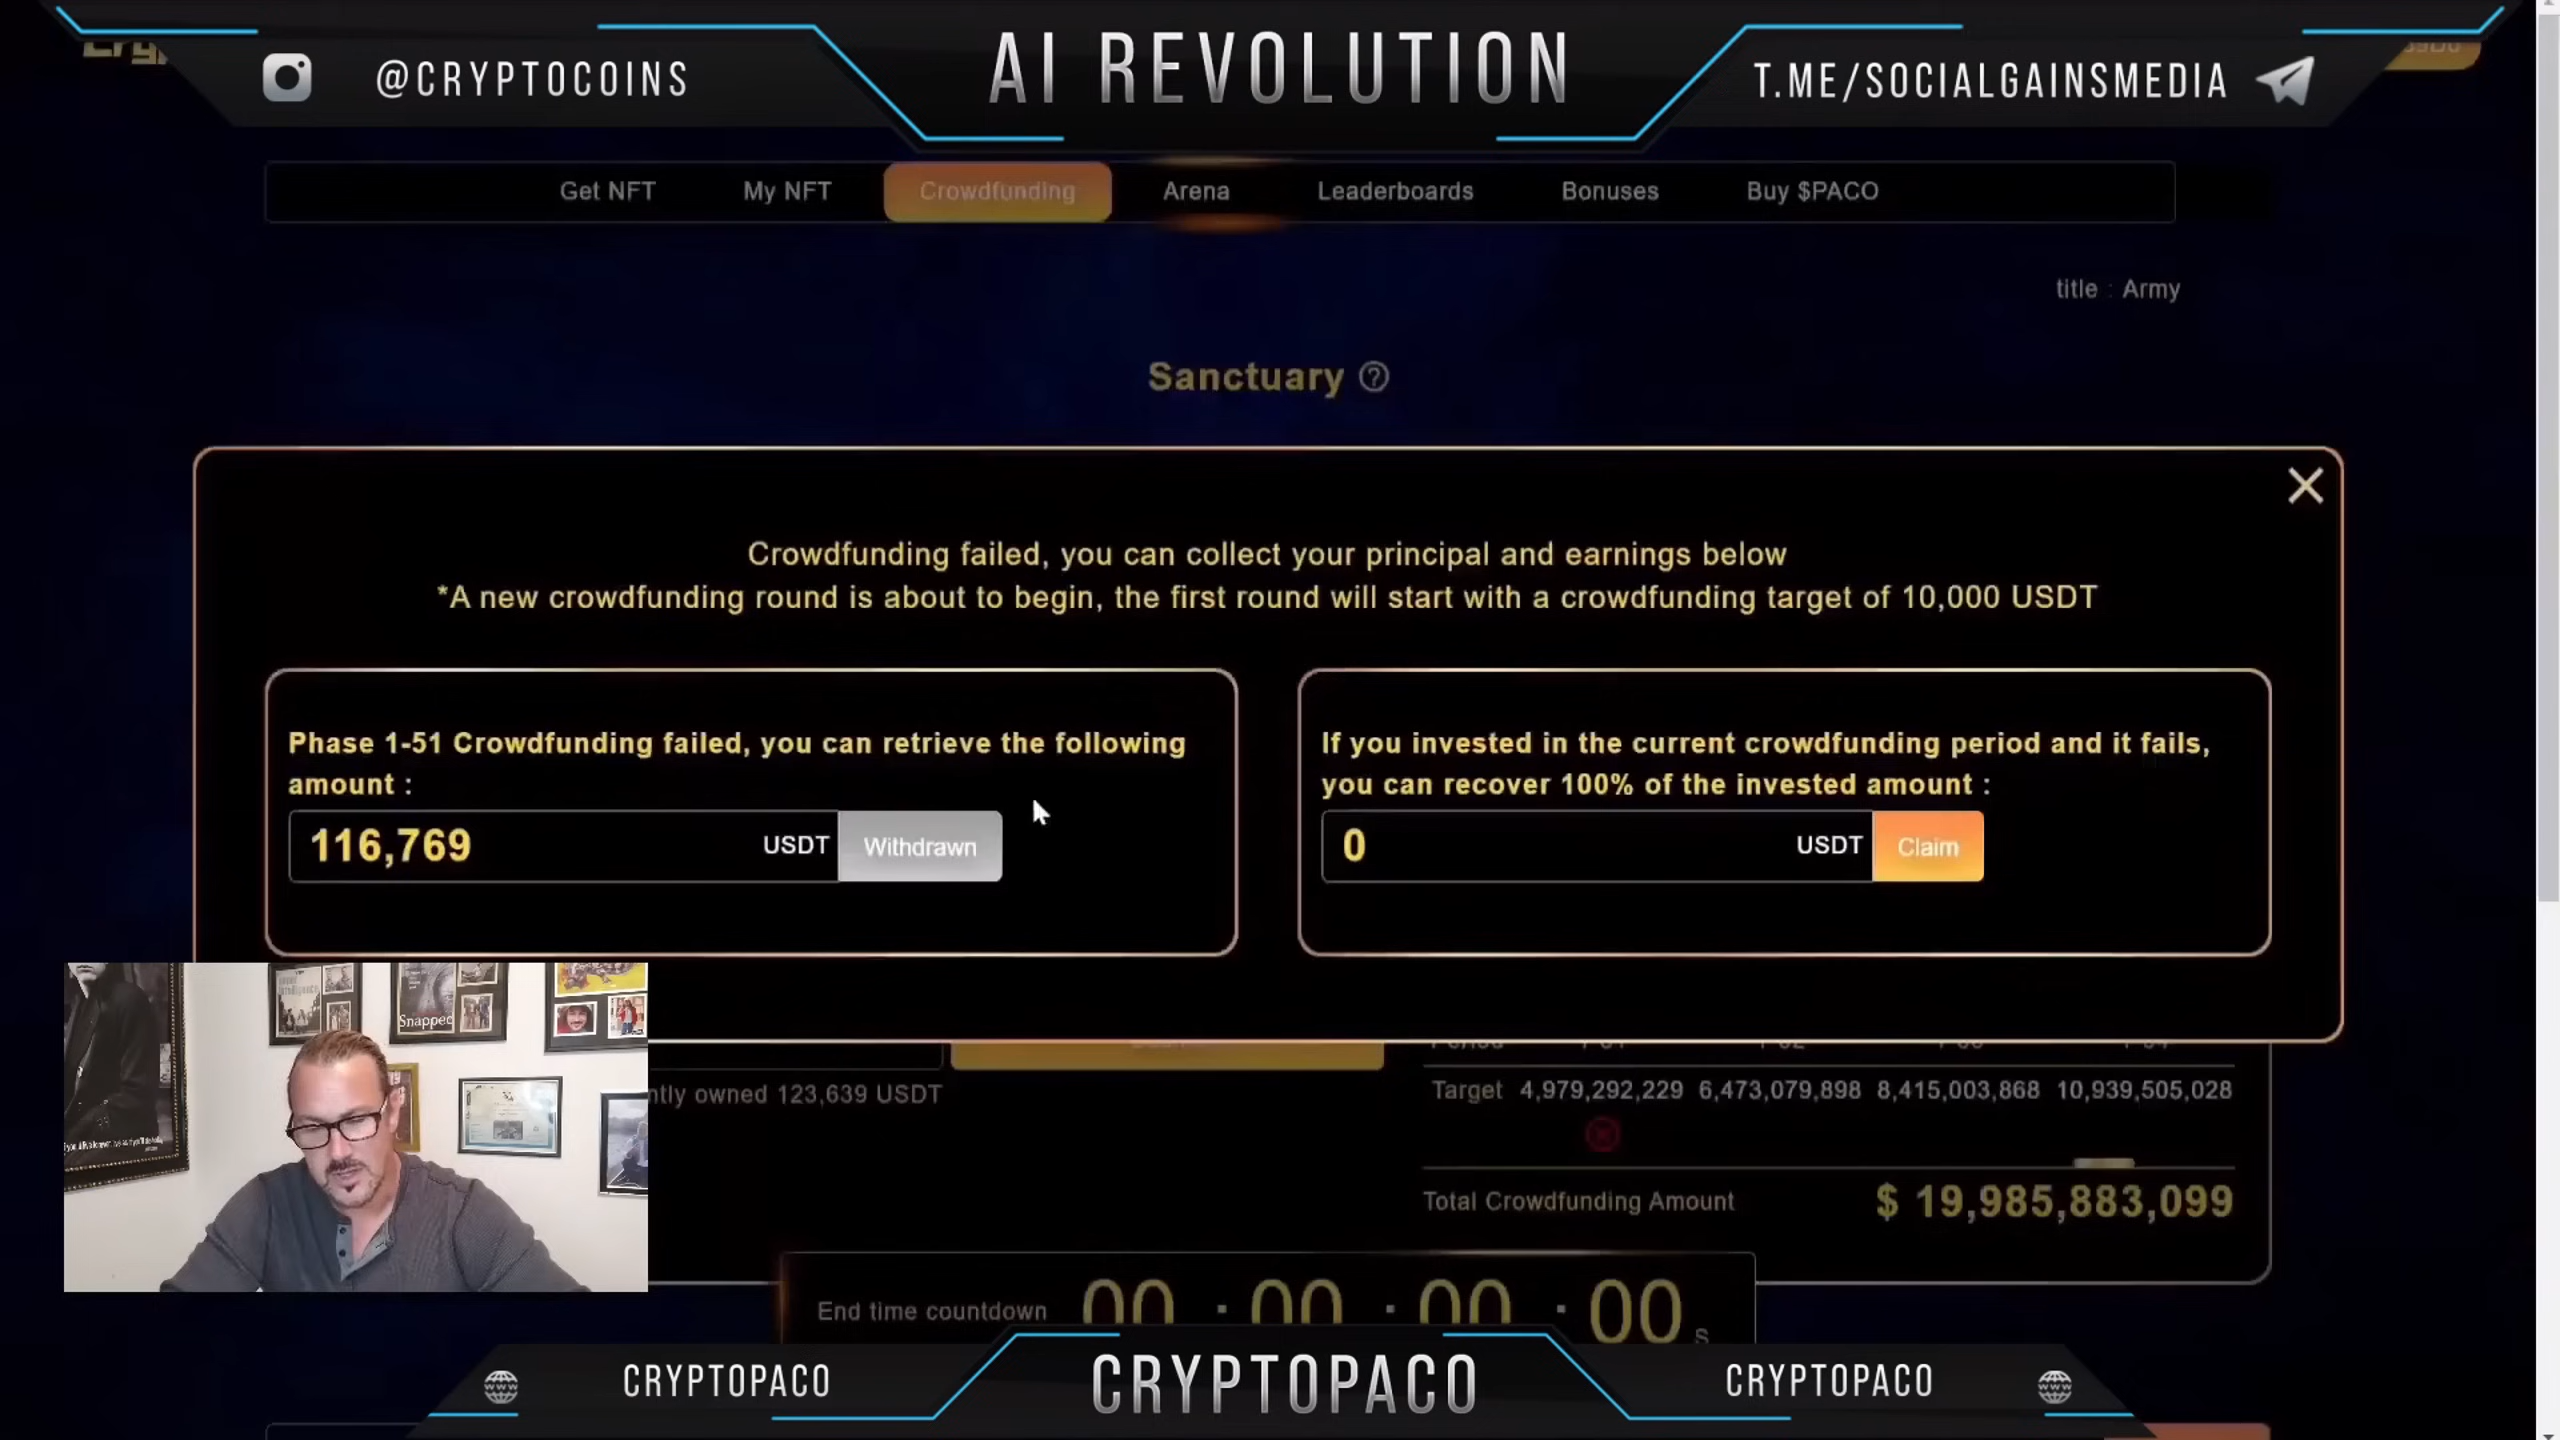 @CRYPTOCOINS
AI REVOLUTION
T.ME/SOCIALGAINSMEDIA
Get NFT
My NFT
Crowdfunding
Arena
Leaderboards
Bonuses
Buy $PACO
title : Army
Sanctuary ?
Crowdfunding failed, you can collect your principal and earnings below
*A new crowdfunding round is about to begin, the first round will start with a crowdfunding target of 10,000 USDT
Phase 1-51 Crowdfunding failed, you can retrieve the following
amount :
116,769 USDT Withdrawn
If you invested in the current crowdfunding period and it fails,
you can recover 100% of the invested amount :
0 USDT Claim
Snapped
owned 123,639 USDT
Target 4,979,292,229 6,473,079,898 8,415,003,868 10,939,505,028
Total Crowdfunding Amount $ 19,985,883,099
End time countdown 00 : 00 : 00 : 00 s
CRYPTOPACO
CRYPTOPACO
CRYPTOPACO